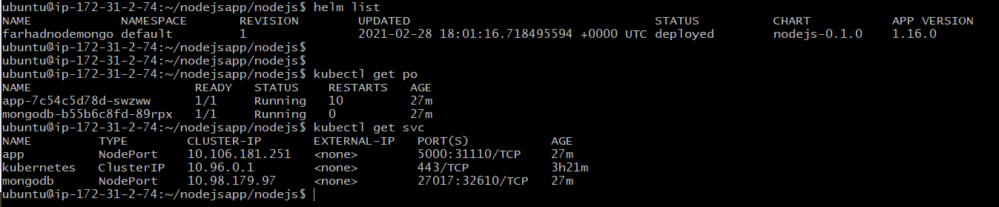 ubuntu@ip-172-31-2-74:~/nodejsapp/nodejs$ helm list
NAME NAMESPACE REVISION UPDATED STATUS CHART APP VERSION
farhadnodemongo default 1 2021-02-28 18:01:16.718495594 +0000 UTC deployed nodejs-0.1.0 1.16.0
ubuntu@ip-172-31-2-74:~/nodejsapp/nodejs$
ubuntu@ip-172-31-2-74:~/nodejsapp/nodejs$
ubuntu@ip-172-31-2-74:~/nodejsapp/nodejs$ kubectl get po
NAME READY STATUS RESTARTS AGE
app-7c54c5d78d-swzww 1/1 Running 10 27m
mongodb-b55b6c8fd-89rpx 1/1 Running 0 27m
ubuntu@ip-172-31-2-74:~/nodejsapp/nodejs$ kubectl get svc
NAME TYPE CLUSTER-IP EXTERNAL-IP PORT(S) AGE
app NodePort 10.106.181.251 <none> 5000:31110/TCP 27m
kubernetes ClusterIP 10.96.0.1 <none> 443/TCP 3h21m
mongodb NodePort 10.98.179.97 <none> 27017:32610/TCP 27m
ubuntu@ip-172-31-2-74:~/nodejsapp/nodejs$